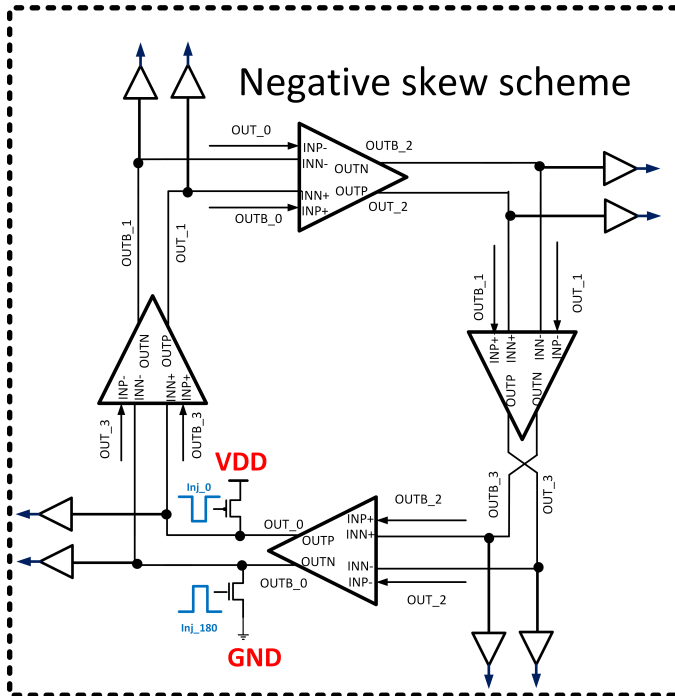 Negative skew scheme
OUT_0
INP-
INN-
OUTN
OUTB_2
INN+
OUTP
INP+
OUT_2
OUTB_0
OUTB_1
OUT_1
OUTB_1
OUT_1
INP+
INN+
INN-
INP-
OUTP
OUTN
OUTN
OUTP
INP-
INN-
INN+
INP+
OUT_3
OUTB_3
OUTB_3
OUT_3
VDD
Inj_0
OUT_0
OUTP
INP+
OUTB_2
INN+
OUTN
INN-
OUTB_0
INP-
OUT_2
Inj_180
GND